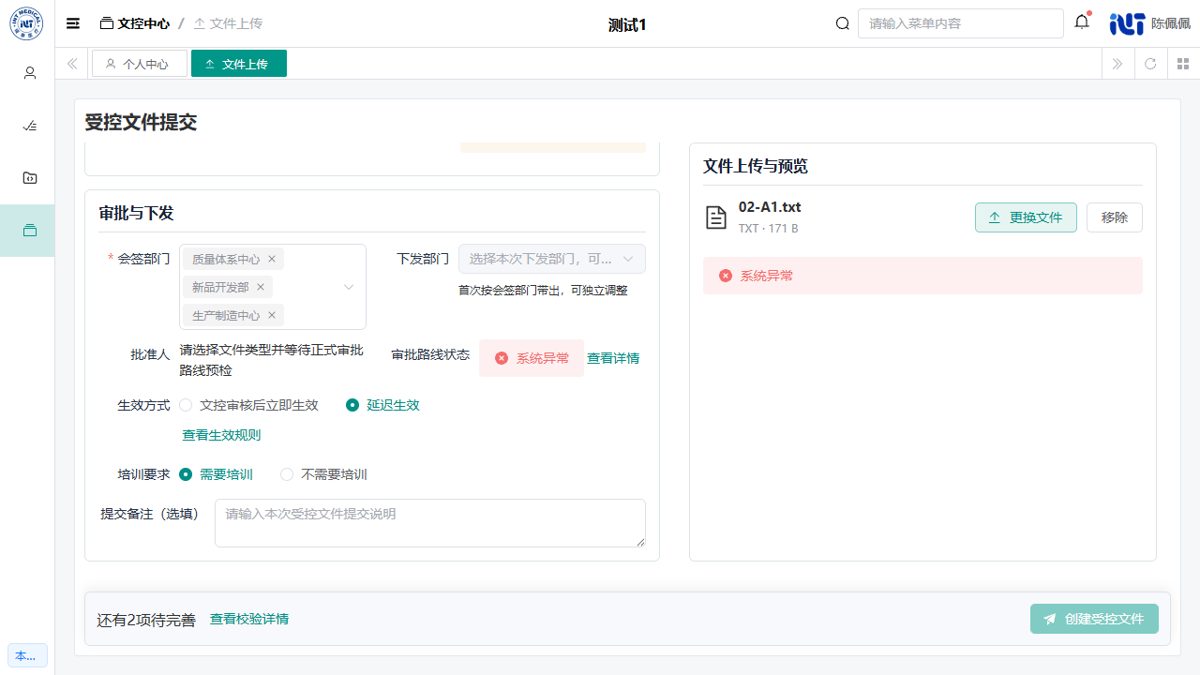 INT MEDICAL
文控中心 / 文件上传
测试1
请输入菜单内容
iNT
陈佩佩
个人中心
文件上传
受控文件提交
审批与下发
* 会签部门
质量体系中心 ×
新品开发部 ×
生产制造中心 ×
下发部门
选择本次下发部门，可...
首次按会签部门带出，可独立调整
批准人
请选择文件类型并等待正式审批
路线预检
审批路线状态
系统异常
查看详情
生效方式
文控审核后立即生效
延迟生效
查看生效规则
培训要求
需要培训
不需要培训
提交备注（选填）
请输入本次受控文件提交说明
文件上传与预览
02-A1.txt
TXT · 171 B
更换文件
移除
系统异常
还有2项待完善
查看校验详情
创建受控文件
本...